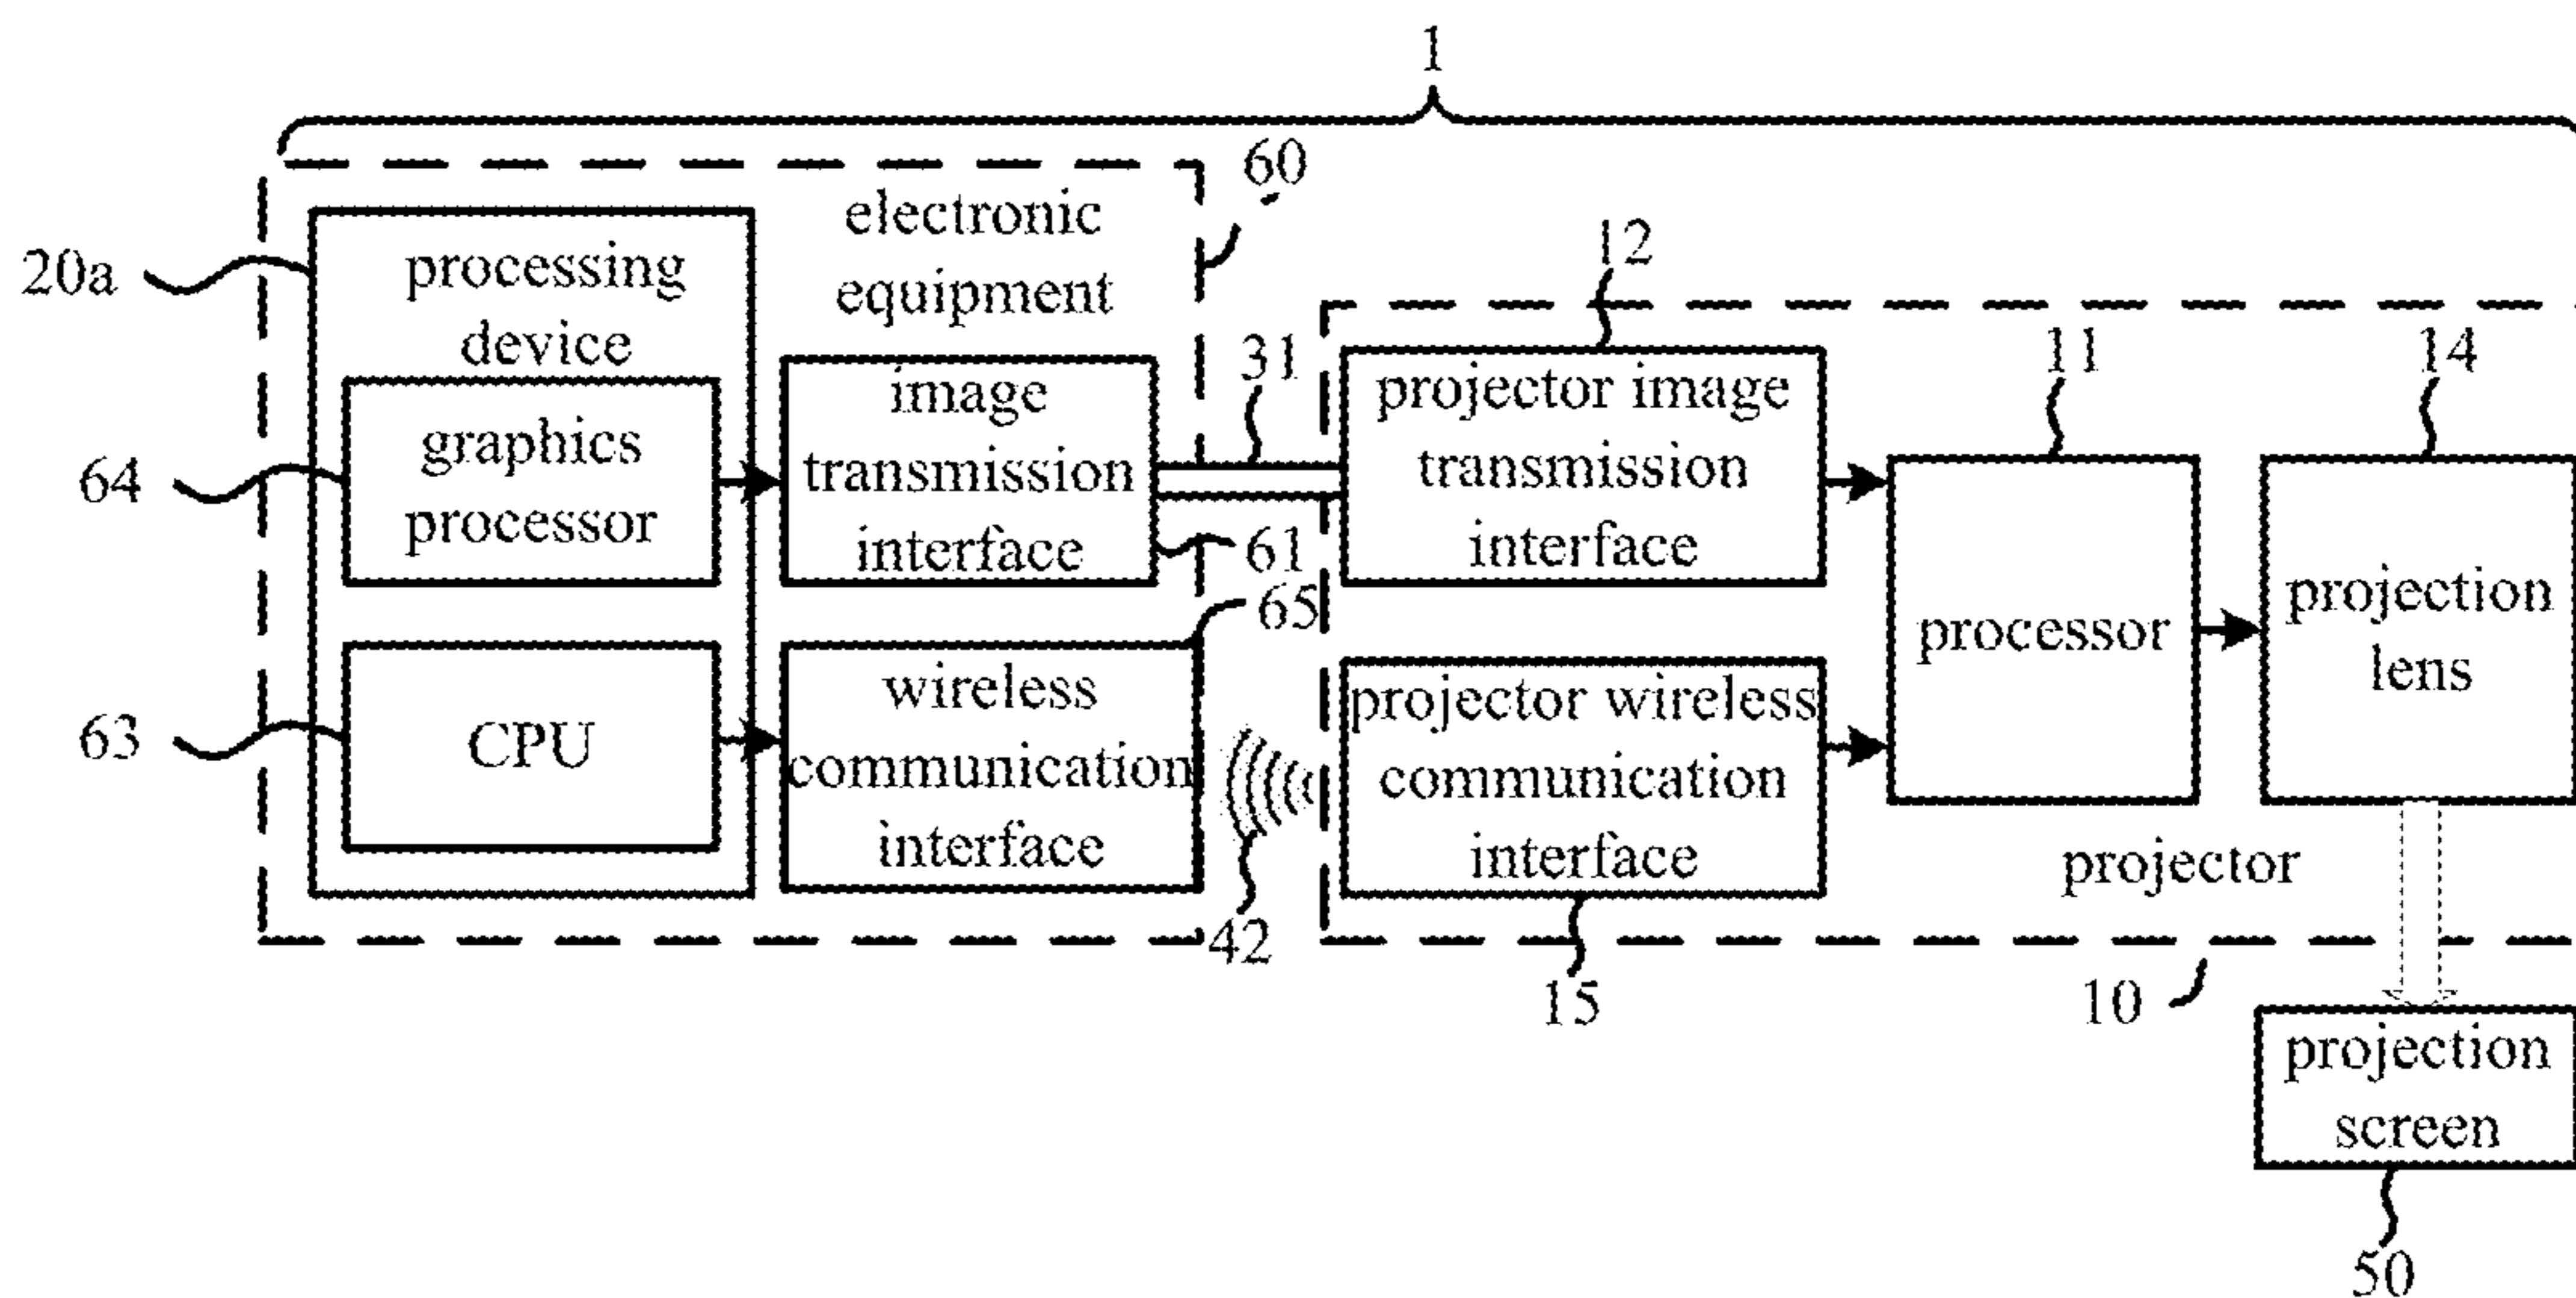 1
60
electronic
equipment
20a
processing
device
12
31
11
14
image
transmission
interface
projector image
transmission
interface
64
graphics
processor
61
65
processor
projection
lens
63
CPU
wireless
communication
interface
projector wireless
communication
interface
projector
42
15
10
projection
screen
50